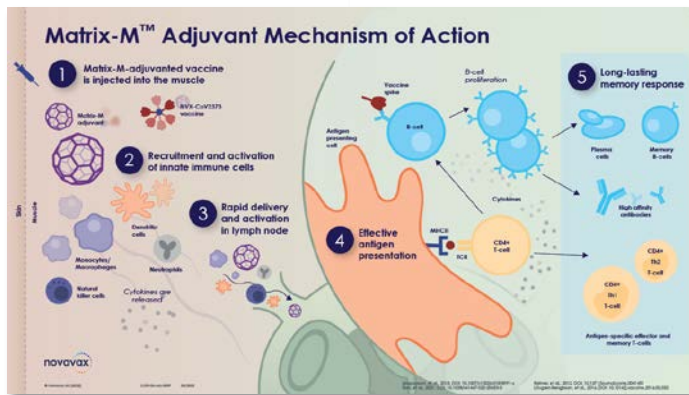 Matrix-M™ Adjuvant Mechanism of Action
1
Matrix-M-adjuvanted vaccine
is injected into the muscle
Matrix-M
adjuvant
NVX-CoV2373
vaccine
2
Recruitment and activation
of innate immune cells
Skin
Muscle
Dendritic
cells
Monocytes/
Macrophages
Neutrophils
Natural
killer cells
Cytokines are
released
3
Rapid delivery
and activation
in lymph node
4
Effective
antigen
presentation
Antigen
presenting
cell
Vaccine
spike
B-cell
B-cell
proliferation
Cytokines
MHCII
TCR
CD4+
T-cell
5
Long-lasting
memory response
Plasma
cells
Memory
B-cells
High-affinity
antibodies
CD4+
Th2
T-cell
CD4+
Th1
T-cell
Antigen-specific effector and
memory T-cells
novavax